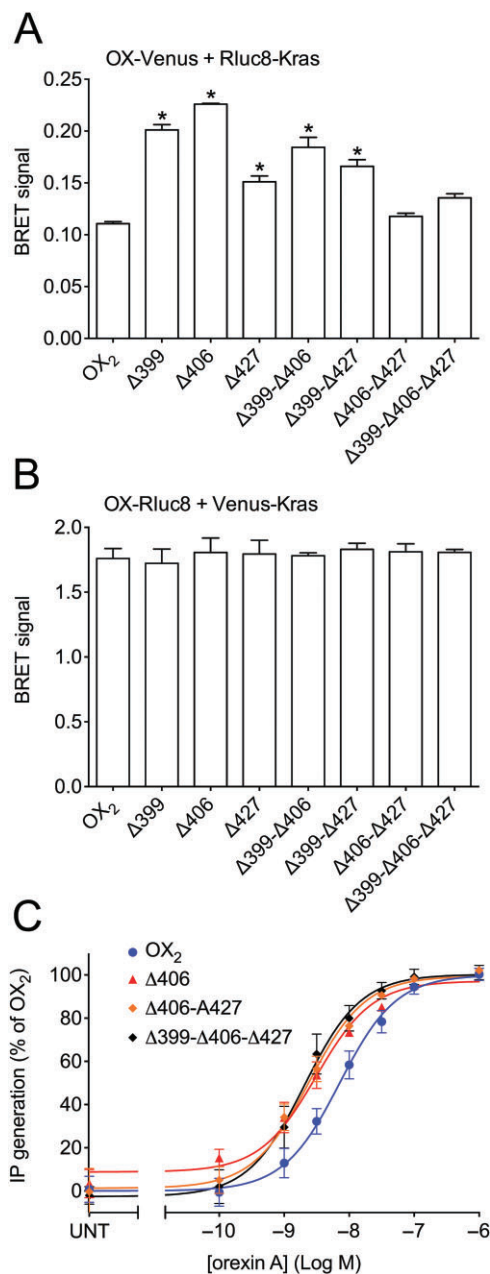 A
OX-Venus + Rluc8-Kras
BRET signal
0.25
0.20
0.15
0.10
0.05
0.00
* * * * *
OX₂ Δ399 Δ406 Δ427 Δ399-Δ406 Δ399-Δ427 Δ406-Δ427 Δ399-Δ406-Δ427
B
OX-Rluc8 + Venus-Kras
BRET signal
2.0
1.5
1.0
0.5
0.0
OX₂ Δ399 Δ406 Δ427 Δ399-Δ406 Δ399-Δ427 Δ406-Δ427 Δ399-Δ406-Δ427
C
OX₂
Δ406
Δ406-A427
Δ399-Δ406-Δ427
IP generation (% of OX₂)
100
80
60
40
20
0
UNT –10 –9 –8 –7 –6
[orexin A] (Log M)